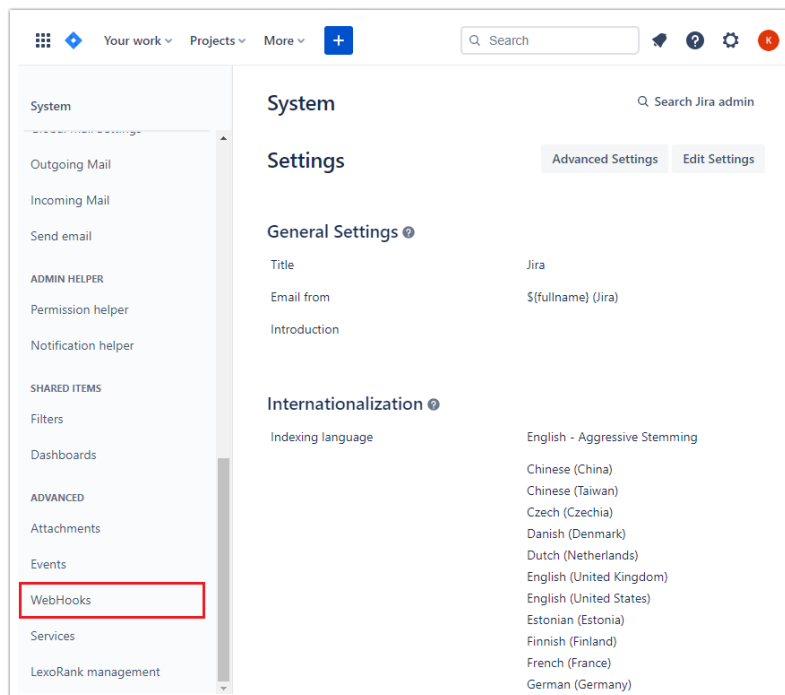 Your work Projects More +
Search
K
System
Global Mail Settings
Outgoing Mail
Incoming Mail
Send email
ADMIN HELPER
Permission helper
Notification helper
SHARED ITEMS
Filters
Dashboards
ADVANCED
Attachments
Events
WebHooks
Services
LexoRank management
System
Search Jira admin
Settings
Advanced Settings Edit Settings
General Settings
Title Jira
Email from ${fullname} (Jira)
Introduction
Internationalization
Indexing language English - Aggressive Stemming
Chinese (China)
Chinese (Taiwan)
Czech (Czechia)
Danish (Denmark)
Dutch (Netherlands)
English (United Kingdom)
English (United States)
Estonian (Estonia)
Finnish (Finland)
French (France)
German (Germany)